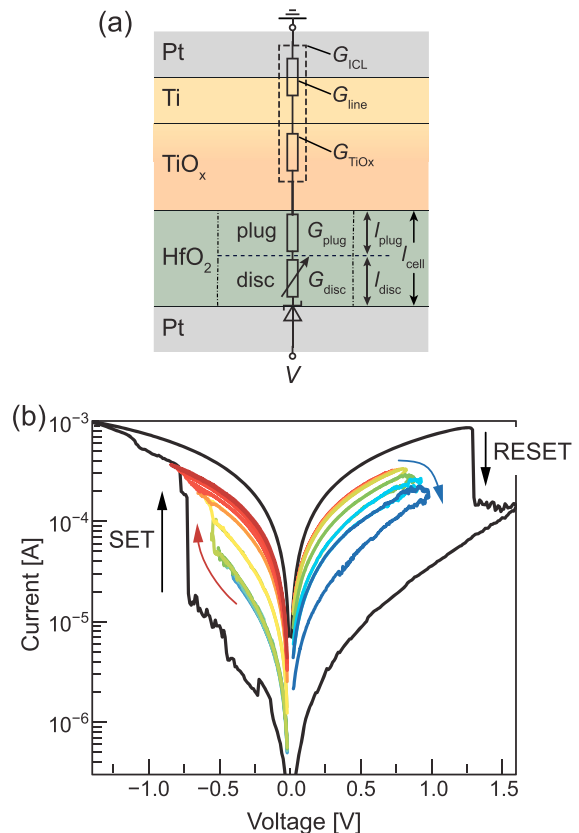 (a)
Pt
G_ICL
Ti
G_line
TiO_x
G_TiOx
plug G_plug l_plug
HfO_2 l_cell
disc G_disc l_disc
Pt
V
(b)
10^−3
RESET
SET
10^−4
10^−5
10^−6
Current [A]
−1.0 −0.5 0.0 0.5 1.0 1.5
Voltage [V]